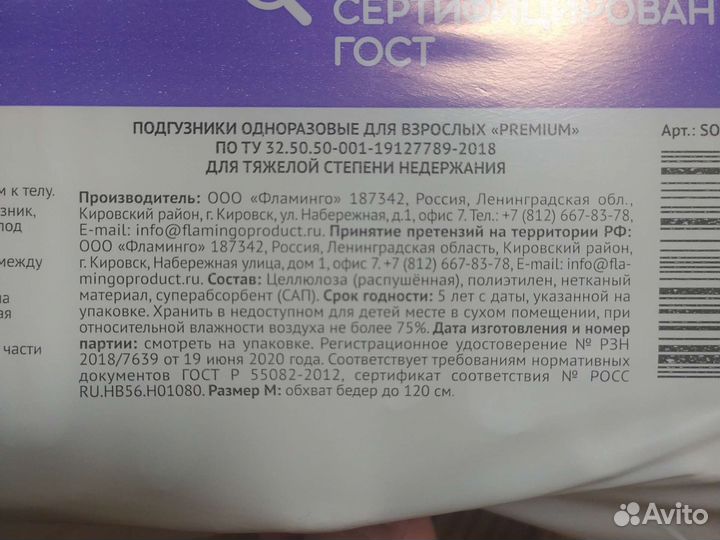 СЕРТИФИЦИРОВАН
ГОСТ
ПОДГУЗНИКИ ОДНОРАЗОВЫЕ ДЛЯ ВЗРОСЛЫХ «PREMIUM»
ПО ТУ 32.50.50-001-19127789-2018
ДЛЯ ТЯЖЕЛОЙ СТЕПЕНИ НЕДЕРЖАНИЯ
Арт.: SO
м к телу.
зник,
под
между
на
ая
части
Производитель: ООО «Фламинго» 187342, Россия, Ленинградская обл.,
Кировский район, г. Кировск, ул. Набережная, д.1, офис 7. Тел.: +7 (812) 667-83-78,
E-mail: info@flamingoproduct.ru. Принятие претензий на территории РФ:
ООО «Фламинго» 187342, Россия, Ленинградская область, Кировский район,
г. Кировск, Набережная улица, дом 1, офис 7. +7 (812) 667-83-78, E-mail: info@fla-
mingoproduct.ru. Состав: Целлюлоза (распушённая), полиэтилен, нетканый
материал, суперабсорбент (САП). Срок годности: 5 лет с даты, указанной на
упаковке. Хранить в недоступном для детей месте в сухом помещении, при
относительной влажности воздуха не более 75%. Дата изготовления и номер
партии: смотреть на упаковке. Регистрационное удостоверение № РЗН
2018/7639 от 19 июня 2020 года. Соответствует требованиям нормативных
документов ГОСТ Р 55082-2012, сертификат соответствия № РОСС
RU.HB56.H01080. Размер М: обхват бедер до 120 см.
Avito